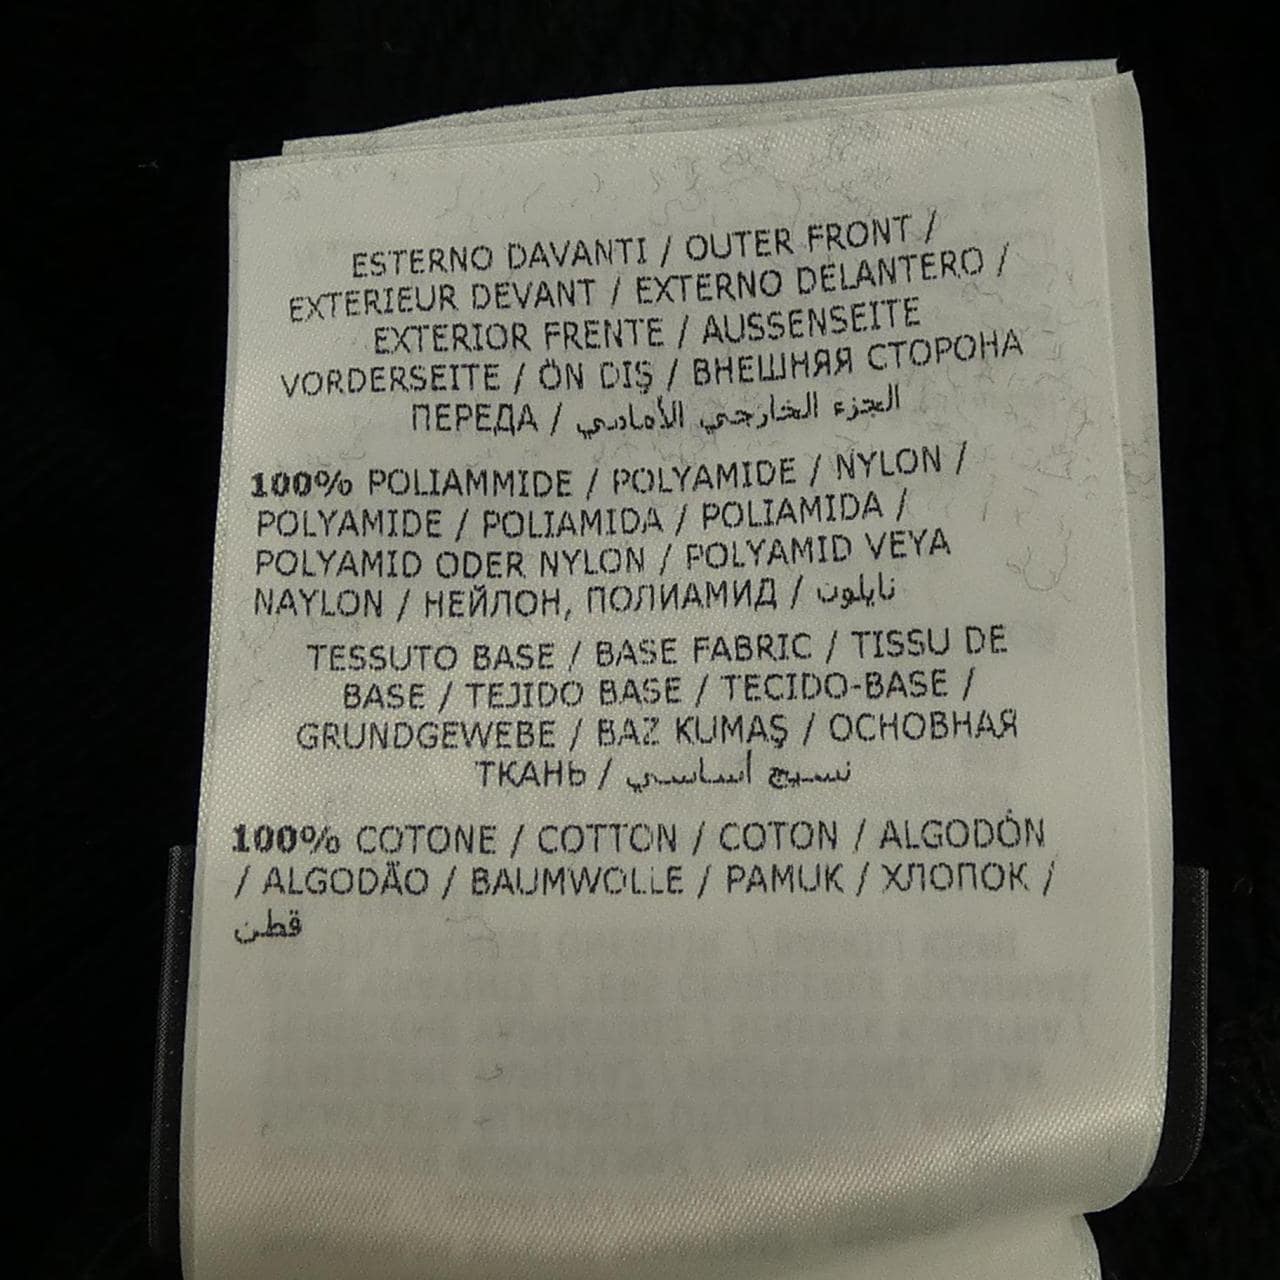 ESTERNO DAVANTI / OUTER FRONT /
EXTERIEUR DEVANT / EXTERNO DELANTERO /
EXTERIOR FRENTE / AUSSENSEITE
VORDERSEITE / ÖN DIŞ / ВНЕШНЯЯ СТОРОНА
ПЕРЕДА / الجزء الخارجي الأمامي
100% POLIAMMIDE / POLYAMIDE / NYLON /
POLYAMIDE / POLIAMIDA / POLIAMIDA /
POLYAMID ODER NYLON / POLYAMID VEYA
NAYLON / НЕЙЛОН, ПОЛИАМИД / نايلون
TESSUTO BASE / BASE FABRIC / TISSU DE
BASE / TEJIDO BASE / TECIDO-BASE /
GRUNDGEWEBE / BAZ KUMAŞ / ОСНОВНАЯ
ТКАНЬ / نسيج أساسي
100% COTONE / COTTON / COTON / ALGODÓN
/ ALGODÃO / BAUMWOLLE / PAMUK / ХЛОПОК /
قطن